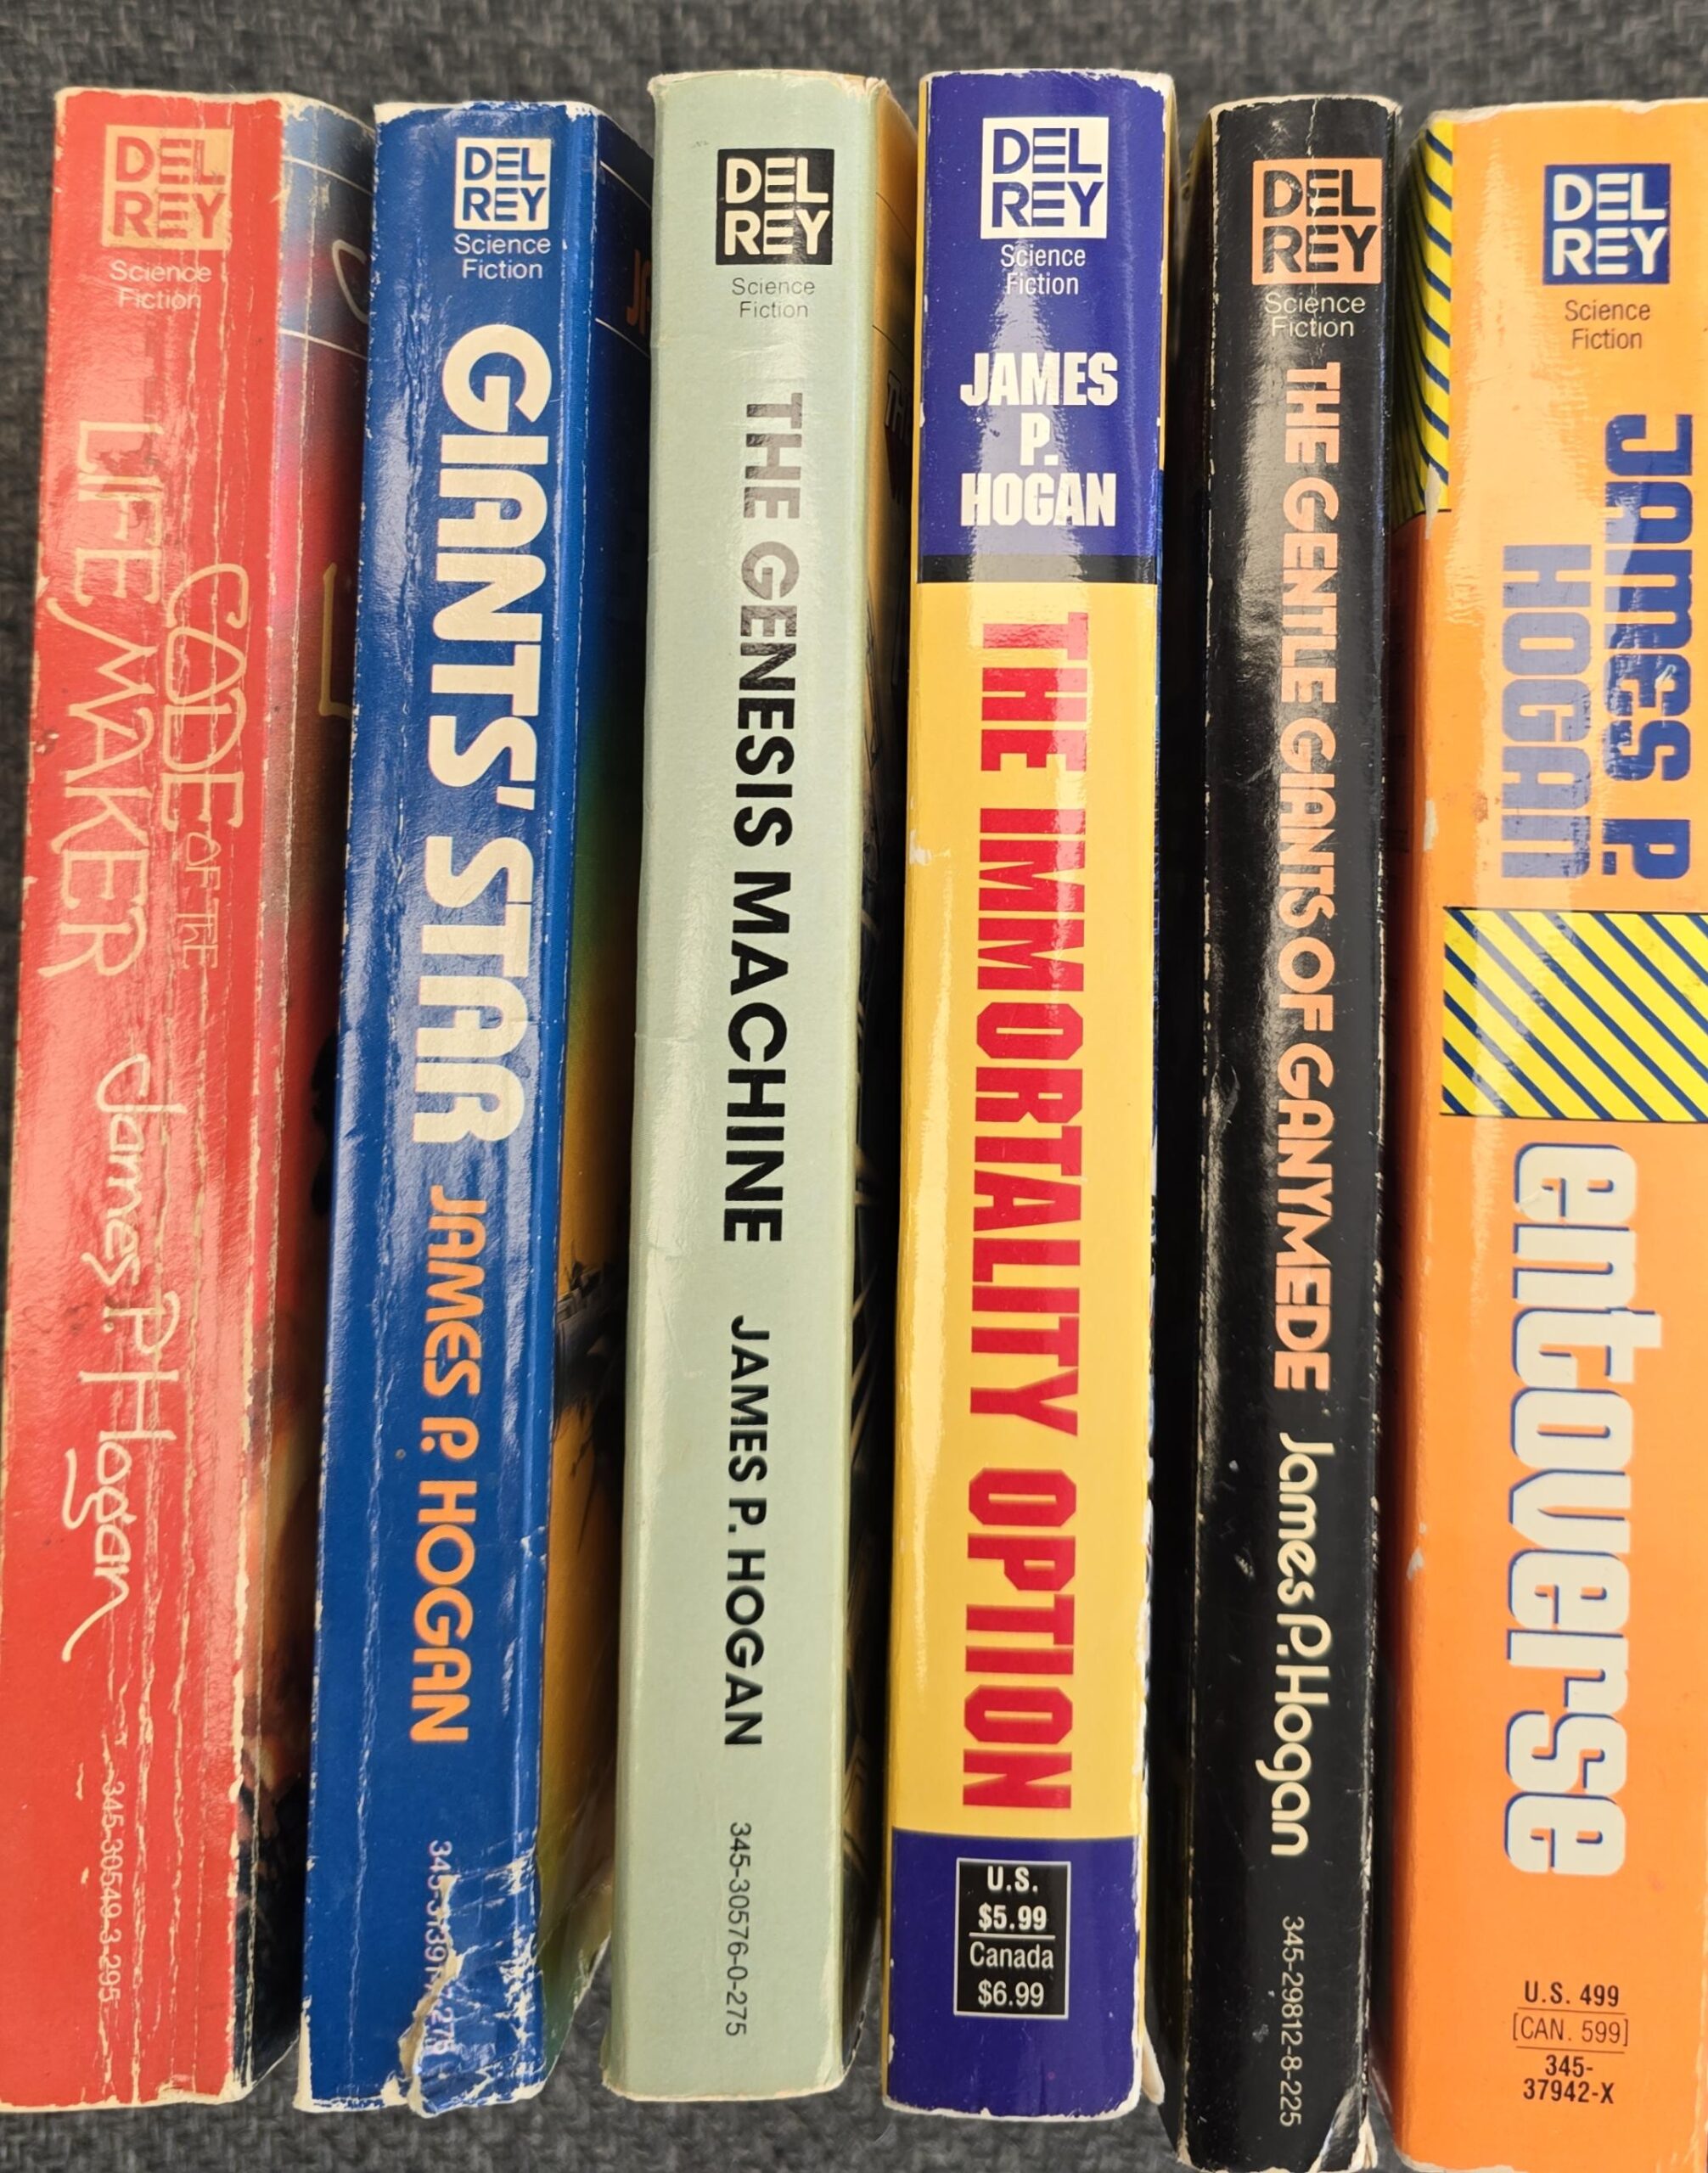 DEL
REY
Science
Fiction
CODE OF THE
LIFEMAKER
James P. Hogan
345-30549-3-295
DEL
REY
Science
Fiction
GIANTS' STAR
JAMES P. HOGAN
DEL
REY
Science
Fiction
THE GENESIS MACHINE
JAMES P. HOGAN
345-30576-0-275
DEL
REY
Science
Fiction
JAMES
P.
HOGAN
THE IMMORTALITY OPTION
U.S.
$5.99
Canada
$6.99
DEL
REY
Science
Fiction
THE GENTLE GIANTS OF GANYMEDE
James P. Hogan
345-29812-8-225
DEL
REY
Science
Fiction
James P.
HOGAN
entoverse
U.S. 499
[CAN. 599]
345-
37942-X